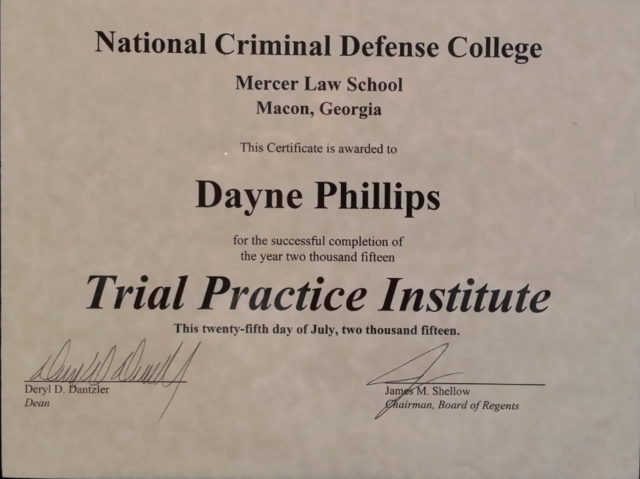 National Criminal Defense College
Mercer Law School
Macon, Georgia
This Certificate is awarded to
Dayne Phillips
for the successful completion of
the year two thousand fifteen
Trial Practice Institute
This twenty-fifth day of July, two thousand fifteen.
Deryl D. Dantzler
Dean
James M. Shellow
Chairman, Board of Regents